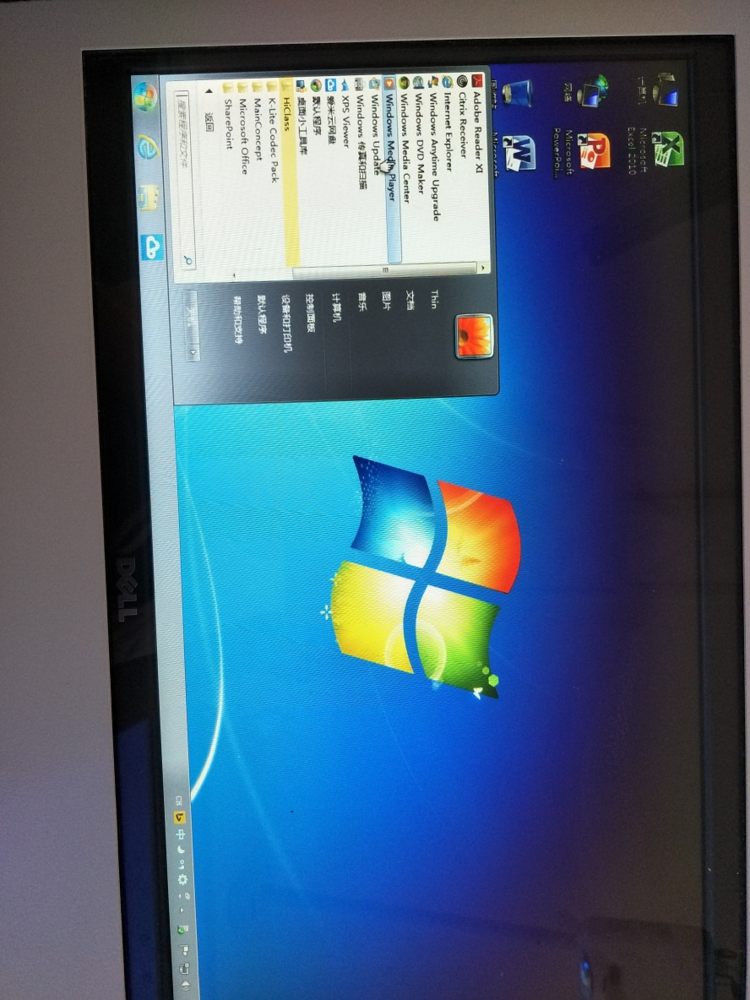 计算机
Microsoft
Excel 2010
网络
Microsoft
PowerPoi...
Microsoft
Adobe Reader XI
Citrix Receiver
Internet Explorer
Windows Anytime Upgrade
Windows DVD Maker
Windows Media Center
Windows Media Player
Windows Update
Windows 传真和扫描
XPS Viewer
爱米云网盘
默认程序
桌面小工具库
HiClass
K-Lite Codec Pack
MainConcept
Microsoft Office
SharePoint
返回
搜索程序和文件
Thin
文档
图片
音乐
计算机
控制面板
设备和打印机
默认程序
帮助和支持
CH
中
DELL